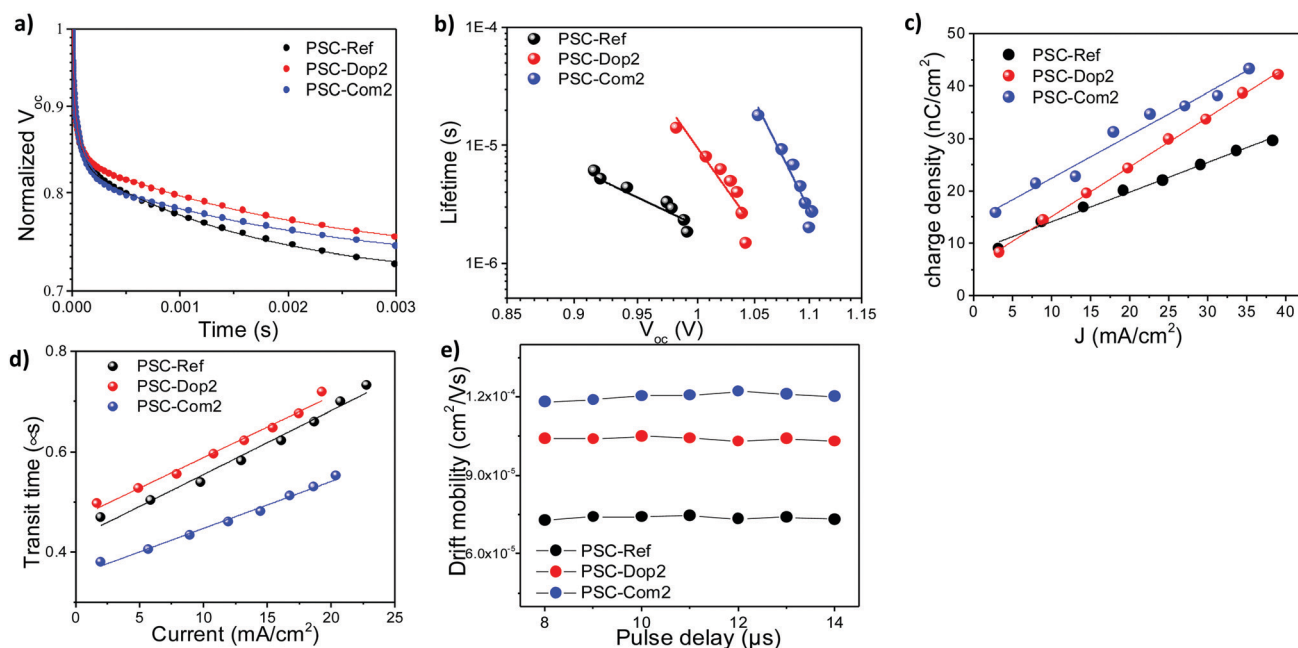 a)
Normalized Voc
1
0.9
0.8
0.7
PSC-Ref
PSC-Dop2
PSC-Com2
0.000 0.001 0.002 0.003
Time (s)
b)
Lifetime (s)
1E-4
1E-5
1E-6
PSC-Ref
PSC-Dop2
PSC-Com2
0.85 0.9 0.95 1 1.05 1.1 1.15
Voc (V)
c)
charge density (nC/cm²)
50
40
30
20
10
0
PSC-Ref
PSC-Dop2
PSC-Com2
0 5 10 15 20 25 30 35 40
J (mA/cm²)
d)
Transit time (∝s)
0.8
0.6
0.4
PSC-Ref
PSC-Dop2
PSC-Com2
0 5 10 15 20 25
Current (mA/cm²)
e)
Drift mobility (cm²/Vs)
1.2x10⁻⁴
9.0x10⁻⁵
6.0x10⁻⁵
PSC-Ref
PSC-Dop2
PSC-Com2
8 10 12 14
Pulse delay (µs)